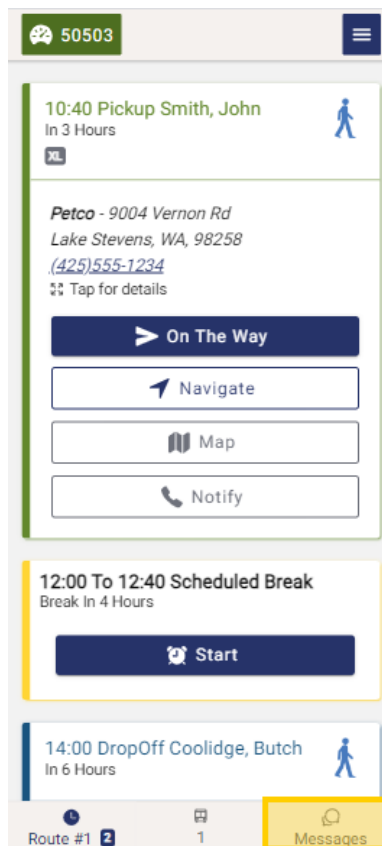 50503
10:40 Pickup Smith, John
In 3 Hours
XL
Petco - 9004 Vernon Rd
Lake Stevens, WA, 98258
(425)555-1234
Tap for details
On The Way
Navigate
Map
Notify
12:00 To 12:40 Scheduled Break
Break In 4 Hours
Start
14:00 DropOff Coolidge, Butch
In 6 Hours
Route #1 2
1
Messages